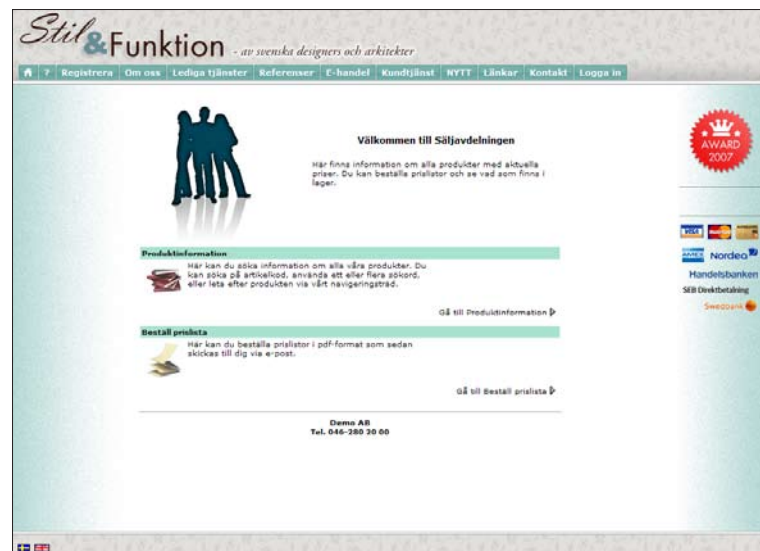 Stil & Funktion - av svenska designers och arkitekter
? Registrera Om oss Lediga tjänster Referenser E-handel Kundtjänst NYTT Länkar Kontakt Logga in
Välkommen till Säljavdelningen
Här finns information om alla produkter med aktuella
priser. Du kan beställa prislistor och se vad som finns i
lager.
AWARD
2007
VISA
AMEX Nordea
Handelsbanken
SEB Direktbetalning
Swedbank
Produktinformation
Här kan du söka information om alla våra produkter. Du
kan söka på artikelkod, använda ett eller flera sökord,
eller leta efter produkten via vårt navigeringsträd.
Gå till Produktinformation
Beställ prislista
Här kan du beställa prislistor i pdf-format som sedan
skickas till dig via e-post.
Gå till Beställ prislista
Demo AB
Tel. 046-280 20 00